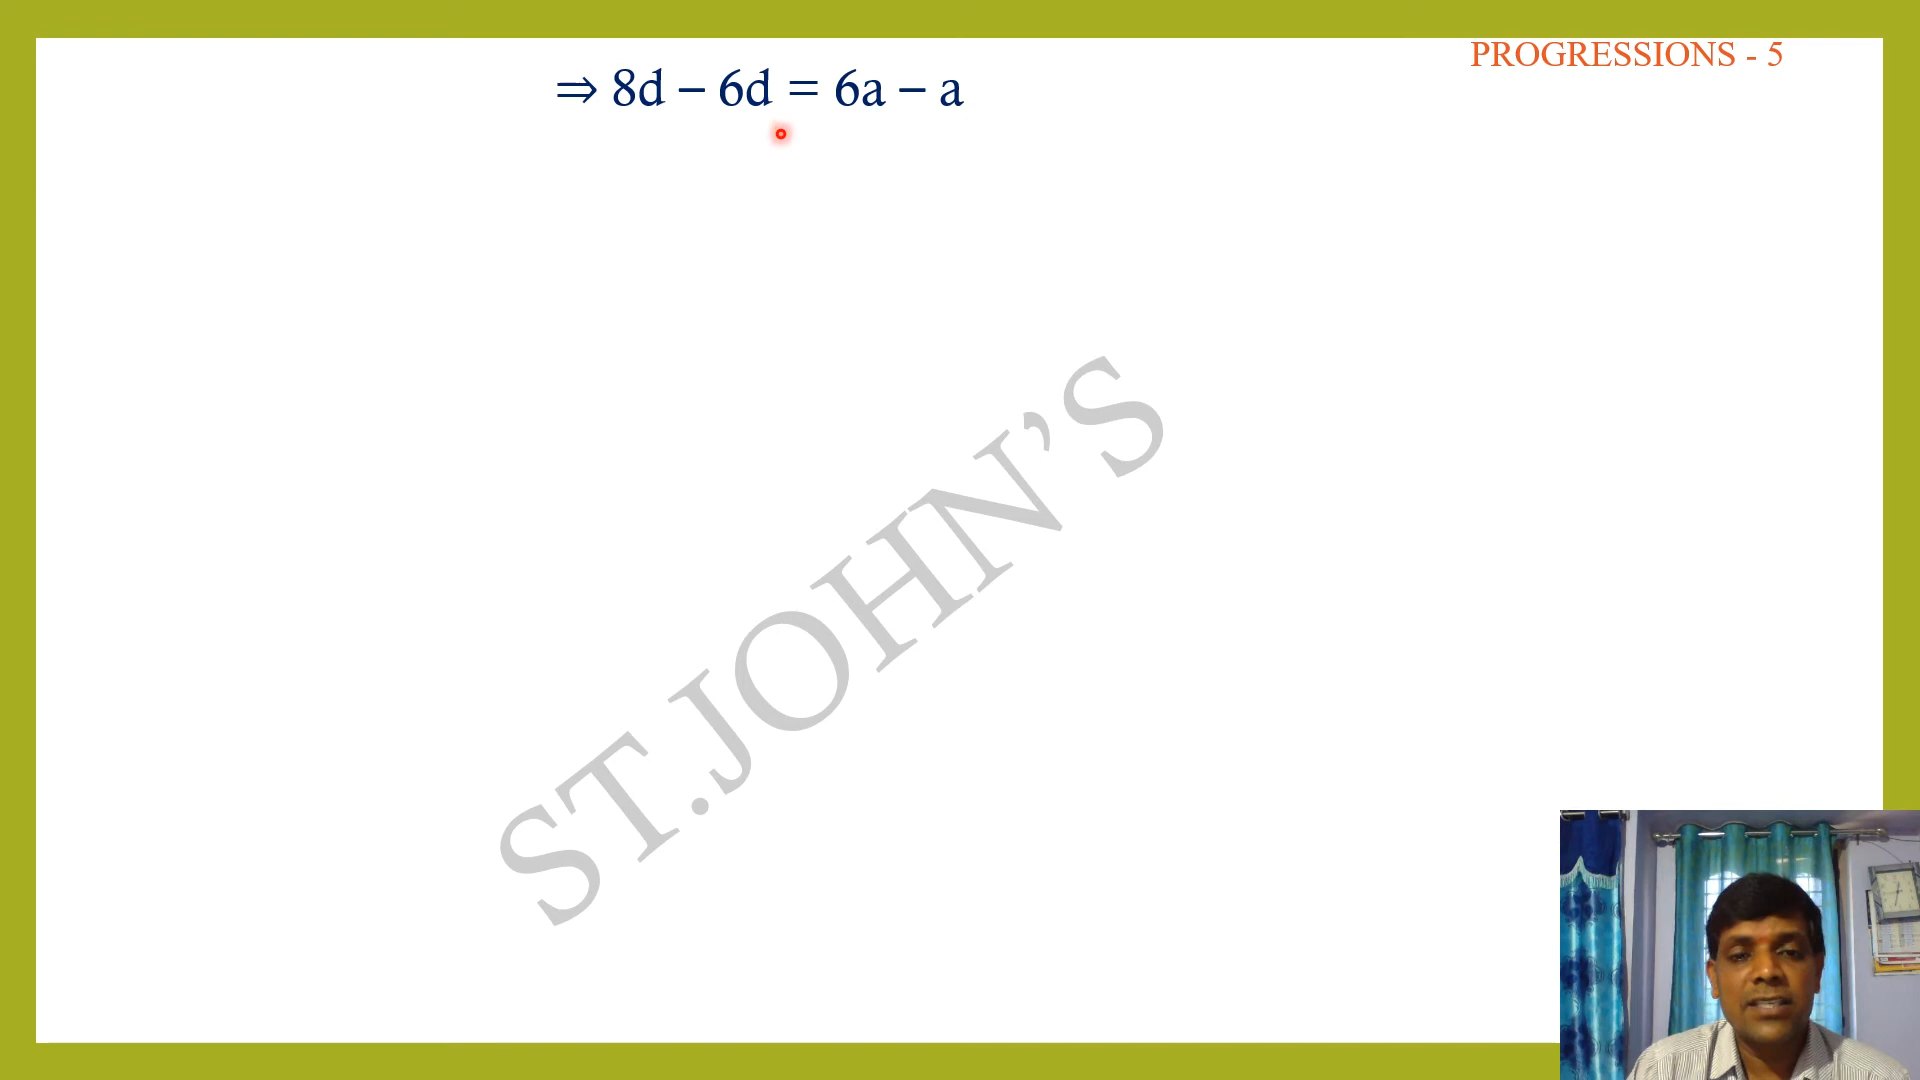 PROGRESSIONS - 5
⇒ 8d – 6d = 6a – a
ST.JOHN’S